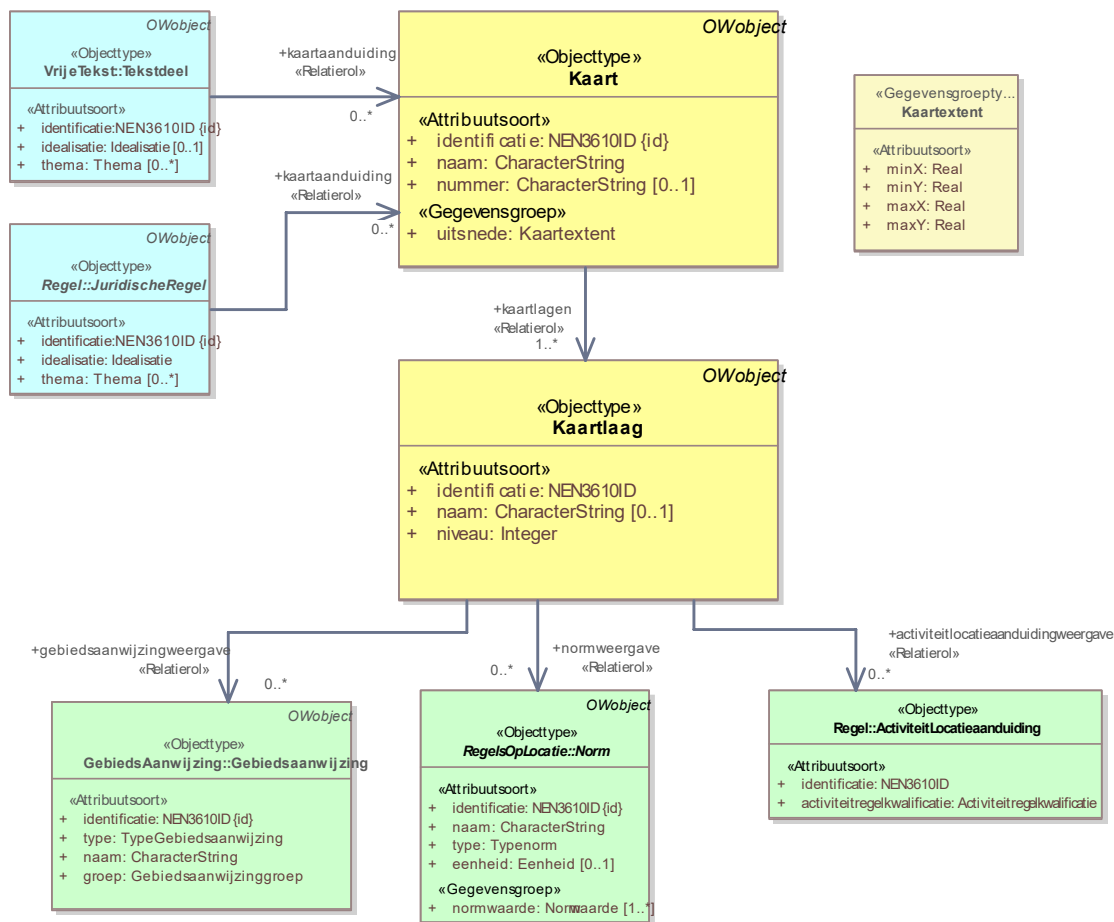 OWobject
«Objecttype»
VrijeTekst::Tekstdeel
«Attribuutsoort»
+ identificatie:NEN3610ID {id}
+ idealisatie: Idealisatie [0..1]
+ thema: Thema [0..*]
+kaartaanduiding
«Relatierol»
0..*
OWobject
«Objecttype»
Kaart
«Attribuutsoort»
+ identificatie: NEN3610ID {id}
+ naam: CharacterString
+ nummer: CharacterString [0..1]
«Gegevensgroep»
+ uitsnede: Kaartextent
«Gegevensgroepty...
Kaartextent
«Attribuutsoort»
+ minX: Real
+ minY: Real
+ maxX: Real
+ maxY: Real
+kaartaanduiding
«Relatierol»
0..*
OWobject
«Objecttype»
Regel::JuridischeRegel
«Attribuutsoort»
+ identificatie:NEN3610ID {id}
+ idealisatie: Idealisatie
+ thema: Thema [0..*]
+kaartlagen
«Relatierol»
1..*
OWobject
«Objecttype»
Kaartlaag
«Attribuutsoort»
+ identificatie: NEN3610ID
+ naam: CharacterString [0..1]
+ niveau: Integer
+gebiedsaanwijzingweergave
«Relatierol»
0..*
+normweergave
«Relatierol»
0..*
+activiteitlocatieaanduidingweergave
«Relatierol»
0..*
OWobject
«Objecttype»
GebiedsAanwijzing::Gebiedsaanwijzing
«Attribuutsoort»
+ identificatie: NEN3610ID {id}
+ type: TypeGebiedsaanwijzing
+ naam: CharacterString
+ groep: Gebiedsaanwijzinggroep
OWobject
«Objecttype»
RegelsOpLocatie::Norm
«Attribuutsoort»
+ identificatie: NEN3610ID {id}
+ naam: CharacterString
+ type: Typenorm
+ eenheid: Eenheid [0..1]
«Gegevensgroep»
+ normwaarde: Normwaarde [1..*]
«Objecttype»
Regel::ActiviteitLocatieaanduiding
«Attribuutsoort»
+ identificatie: NEN3610ID
+ activiteitregelkwalificatie: Activiteitregelkwalificatie